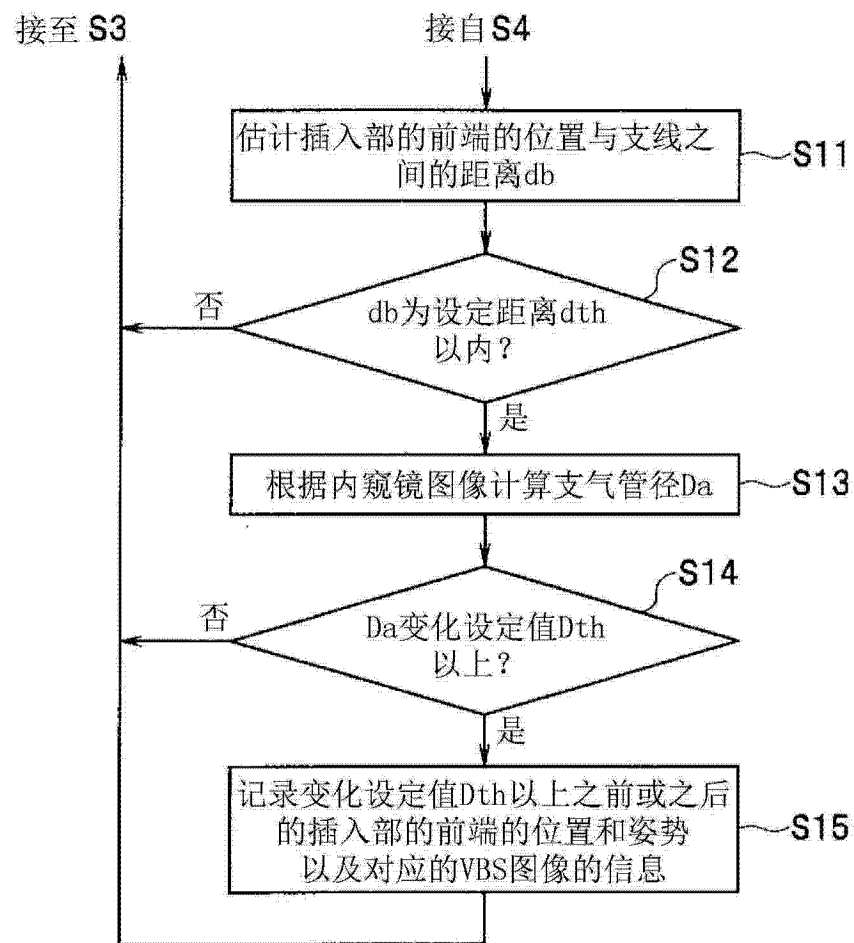 接至 S3
接自S4
估计插入部的前端的位置与支线之
间的距离db
S11
S12
db为设定距离dth
以内？
否
是
根据内窥镜图像计算支气管径Da
S13
S14
Da变化设定值Dth
以上？
否
是
记录变化设定值Dth以上之前或之后
的插入部的前端的位置和姿势
以及对应的VBS图像的信息
S15